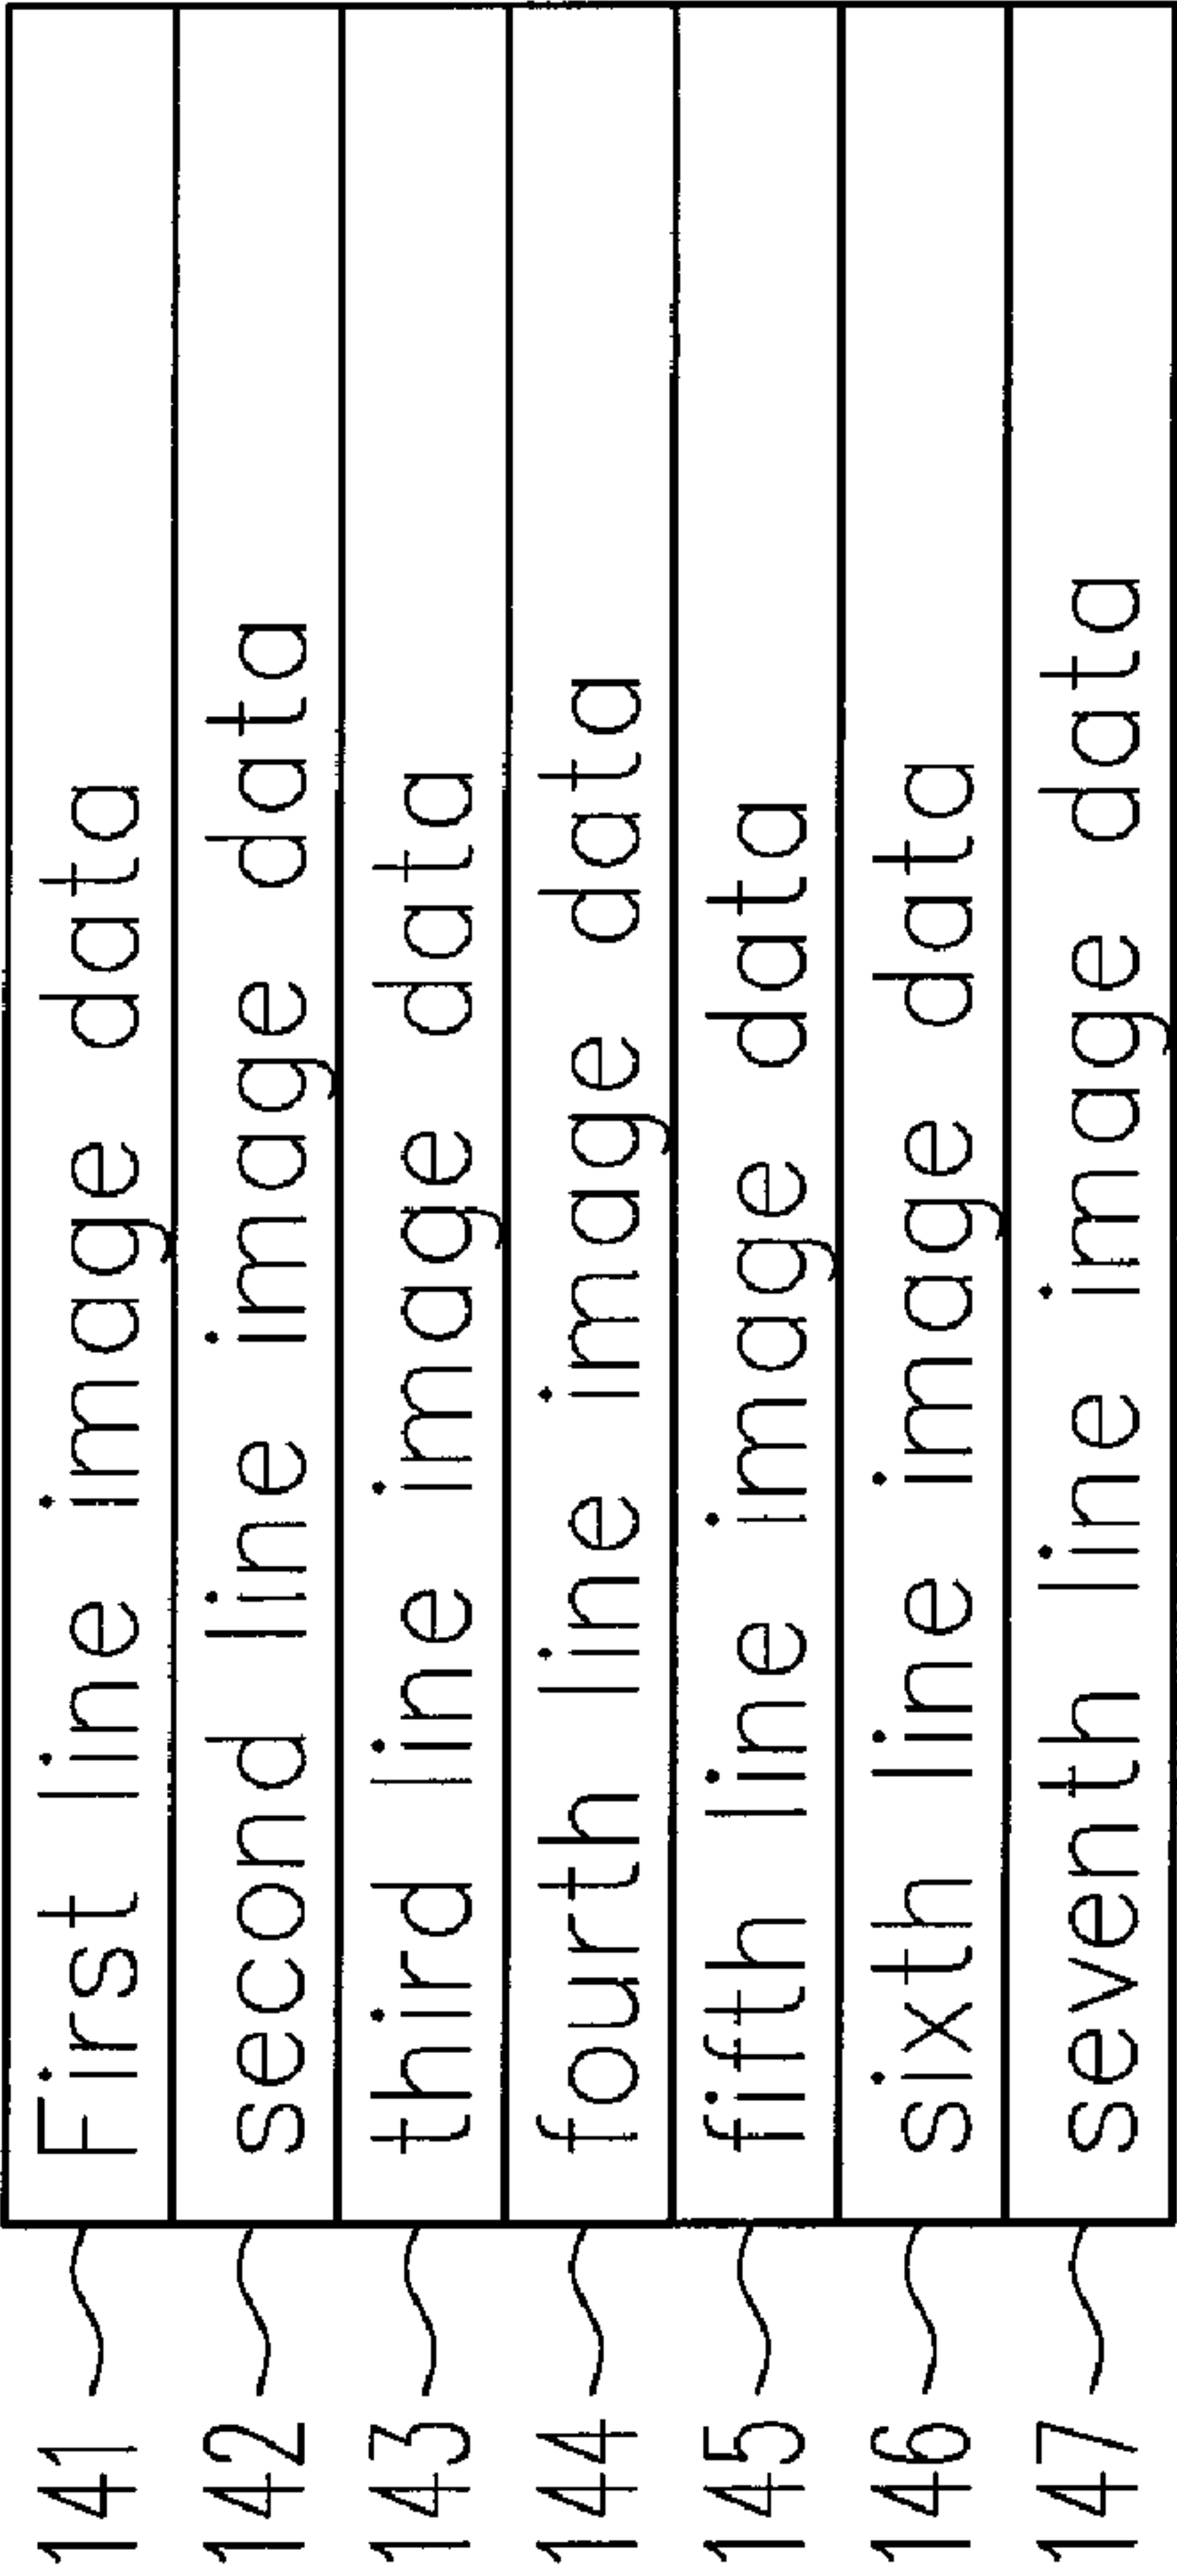 141 First line image data
142 second line image data
143 third line image data
144 fourth line image data
145 fifth line image data
146 sixth line image data
147 seventh line image data